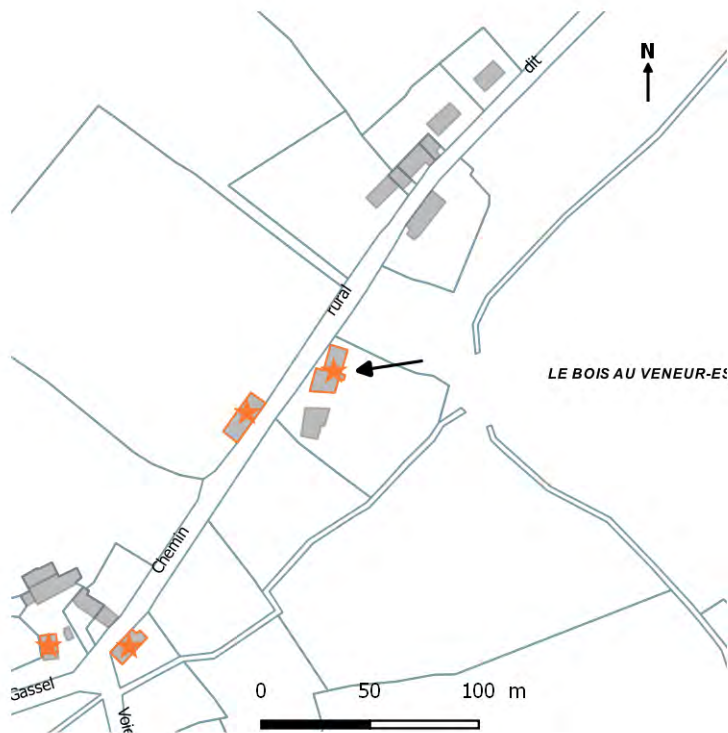 dit
N
rural
LE BOIS AU VENEUR-ES
Chemin
Gassel
Voie
0 50 100 m